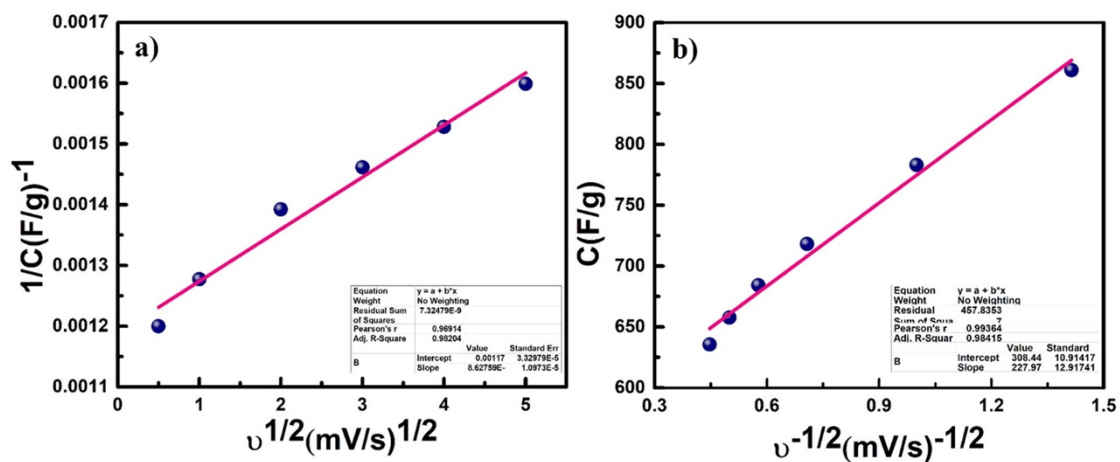 a)
0.0017
0.0016
0.0015
0.0014
0.0013
0.0012
0.0011
1/C(F/g)-1
0 1 2 3 4 5
υ1/2(mV/s)1/2
Equation y = a + b*x
Weight No Weighting
Residual Sum of Squares 7.32479E-9
Pearson's r 0.96914
Adj. R-Square 0.98204
Value Standard Err
B Intercept 0.00117 3.32979E-5
Slope 8.62759E- 1.0973E-5
b)
900
850
800
750
700
650
600
C(F/g)
0.3 0.6 0.9 1.2 1.5
υ-1/2(mV/s)-1/2
Equation y = a + b*x
Weight No Weighting
Residual 457.8353
Sum of Squa 7
Pearson's r 0.99364
Adj. R-Squar 0.98415
Value Standard
B Intercept 308.44 10.91417
Slope 227.97 12.91741